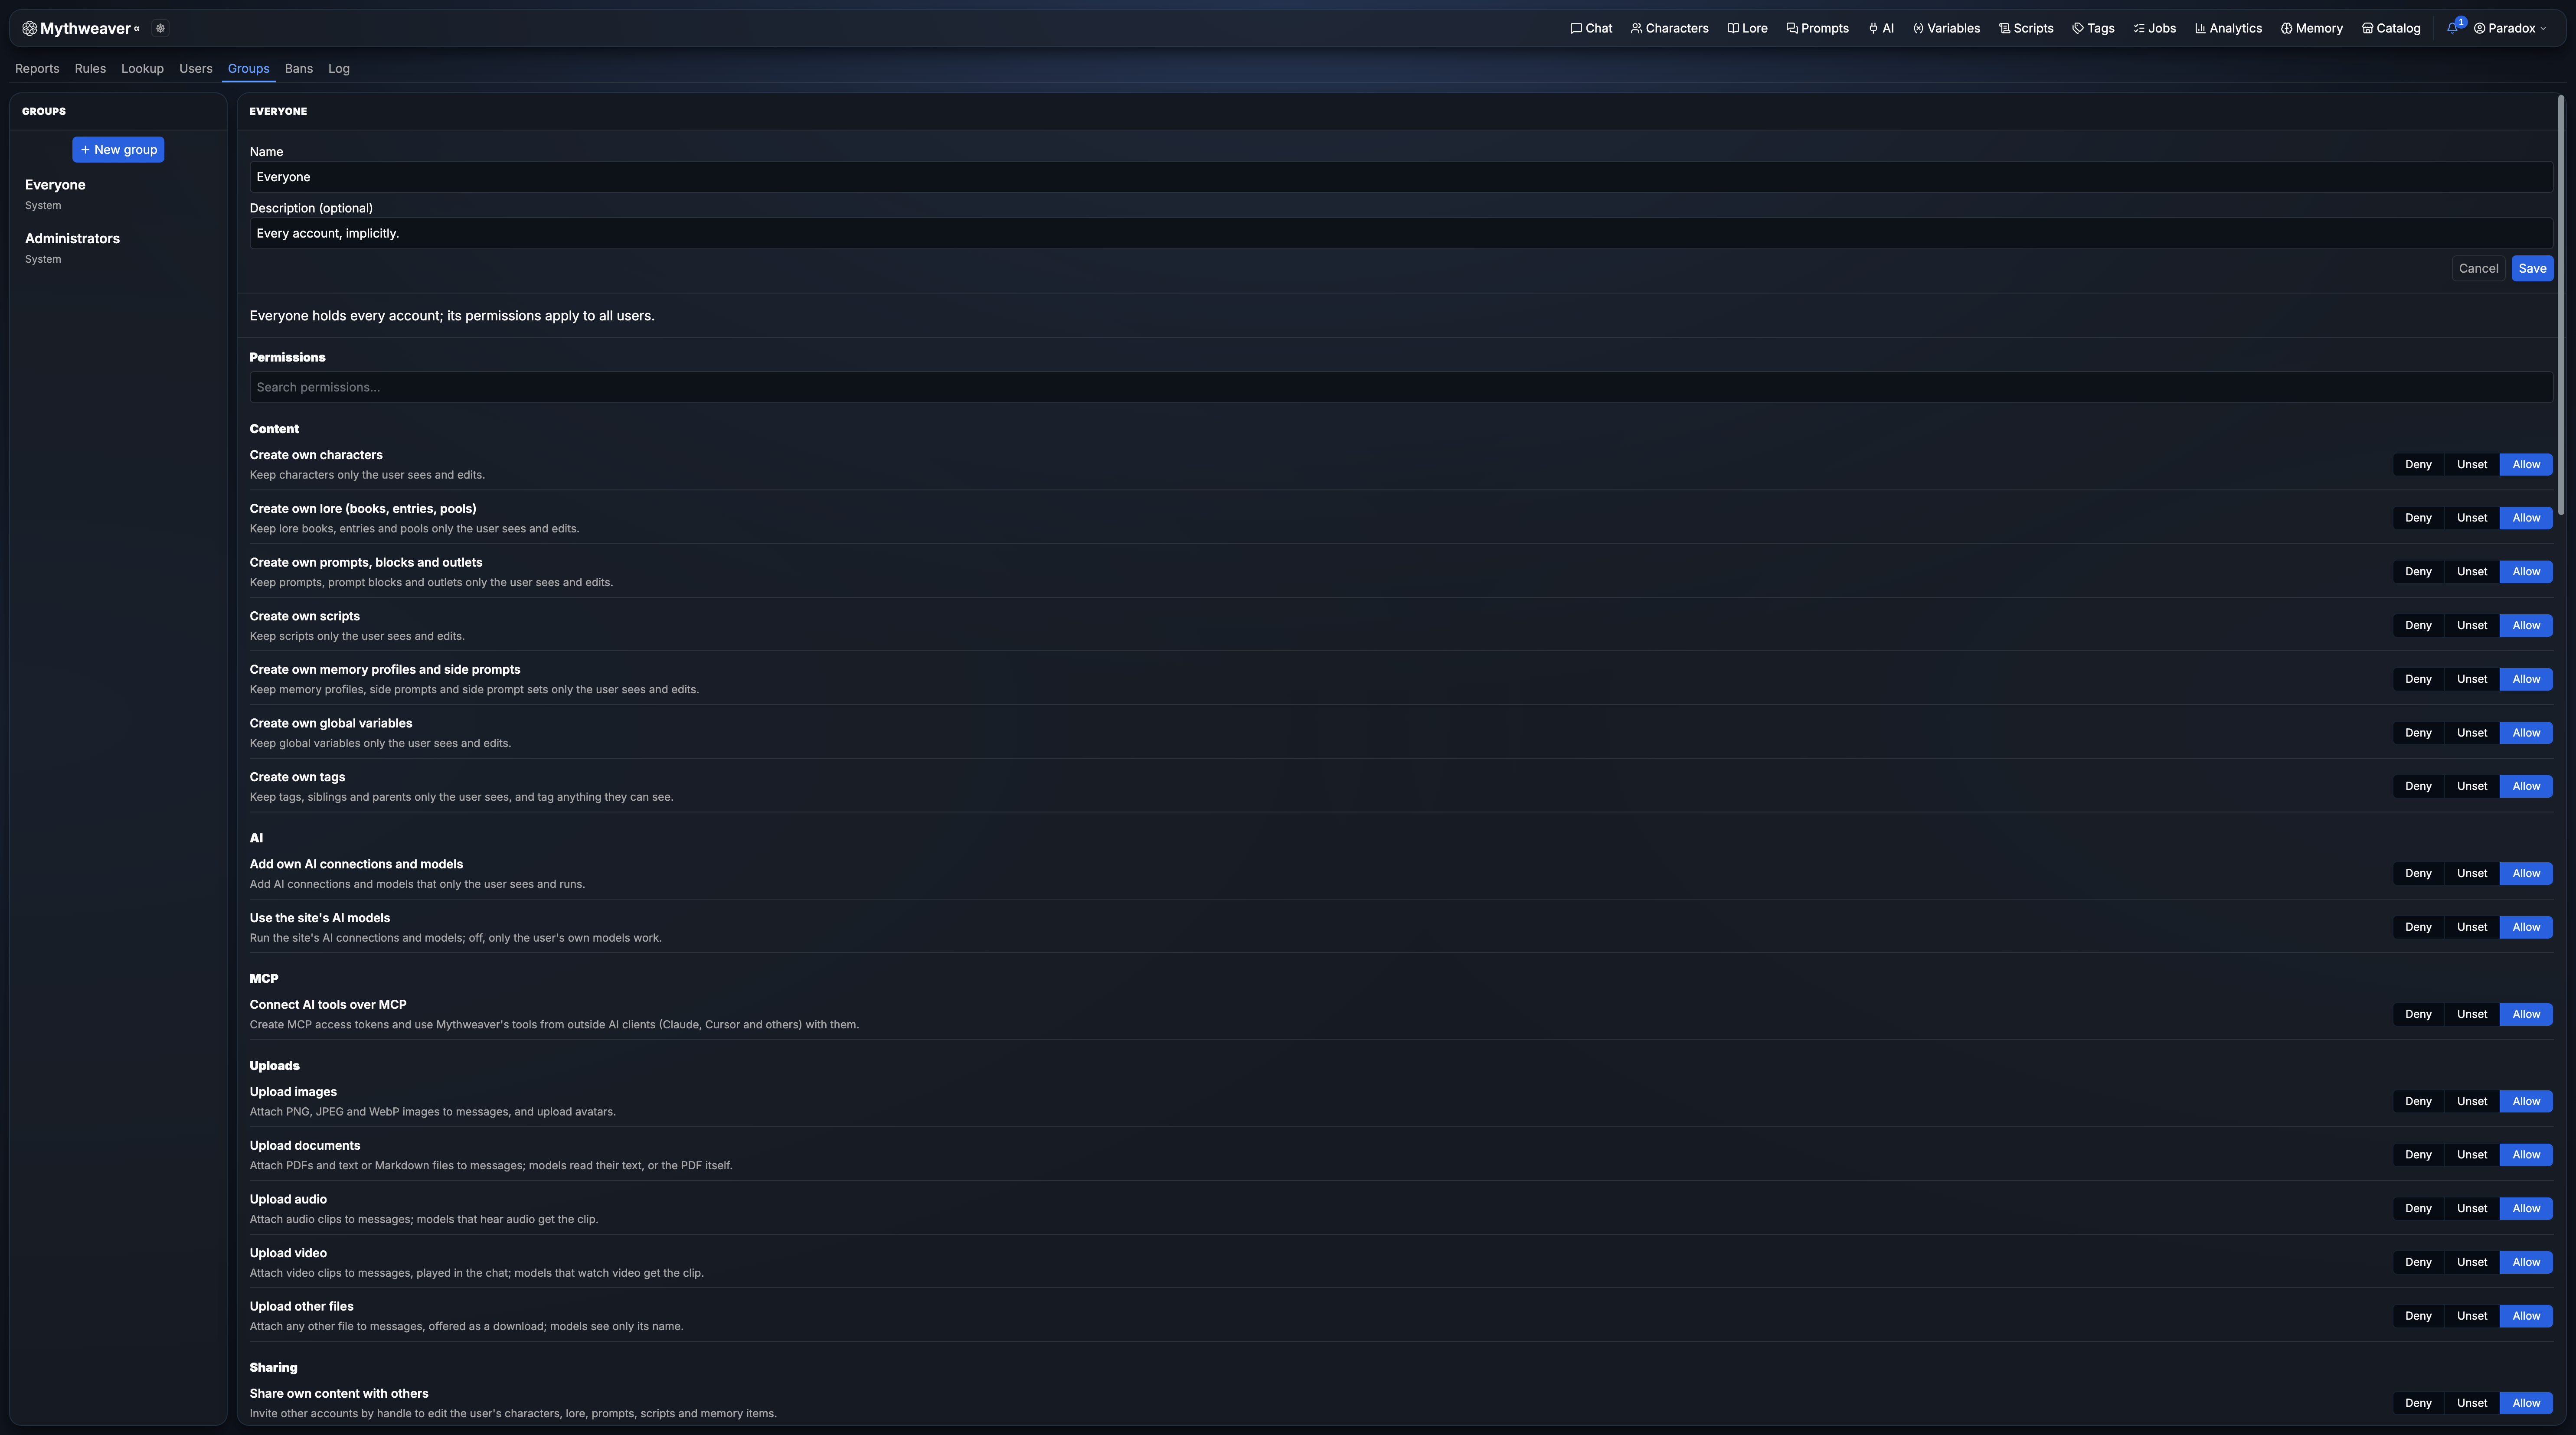 Mythweaver α
Chat Characters Lore Prompts AI Variables Scripts Tags Jobs Analytics Memory Catalog 1 Paradox
Reports Rules Lookup Users Groups Bans Log
GROUPS
+ New group
Everyone
System
Administrators
System
EVERYONE
Name
Everyone
Description (optional)
Every account, implicitly.
Cancel Save
Everyone holds every account; its permissions apply to all users.
Permissions
Search permissions...
Content
Create own characters
Keep characters only the user sees and edits.
Deny Unset Allow
Create own lore (books, entries, pools)
Keep lore books, entries and pools only the user sees and edits.
Deny Unset Allow
Create own prompts, blocks and outlets
Keep prompts, prompt blocks and outlets only the user sees and edits.
Deny Unset Allow
Create own scripts
Keep scripts only the user sees and edits.
Deny Unset Allow
Create own memory profiles and side prompts
Keep memory profiles, side prompts and side prompt sets only the user sees and edits.
Deny Unset Allow
Create own global variables
Keep global variables only the user sees and edits.
Deny Unset Allow
Create own tags
Keep tags, siblings and parents only the user sees, and tag anything they can see.
Deny Unset Allow
AI
Add own AI connections and models
Add AI connections and models that only the user sees and runs.
Deny Unset Allow
Use the site's AI models
Run the site's AI connections and models; off, only the user's own models work.
Deny Unset Allow
MCP
Connect AI tools over MCP
Create MCP access tokens and use Mythweaver's tools from outside AI clients (Claude, Cursor and others) with them.
Deny Unset Allow
Uploads
Upload images
Attach PNG, JPEG and WebP images to messages, and upload avatars.
Deny Unset Allow
Upload documents
Attach PDFs and text or Markdown files to messages; models read their text, or the PDF itself.
Deny Unset Allow
Upload audio
Attach audio clips to messages; models that hear audio get the clip.
Deny Unset Allow
Upload video
Attach video clips to messages, played in the chat; models that watch video get the clip.
Deny Unset Allow
Upload other files
Attach any other file to messages, offered as a download; models see only its name.
Deny Unset Allow
Sharing
Share own content with others
Invite other accounts by handle to edit the user's characters, lore, prompts, scripts and memory items.
Deny Unset Allow